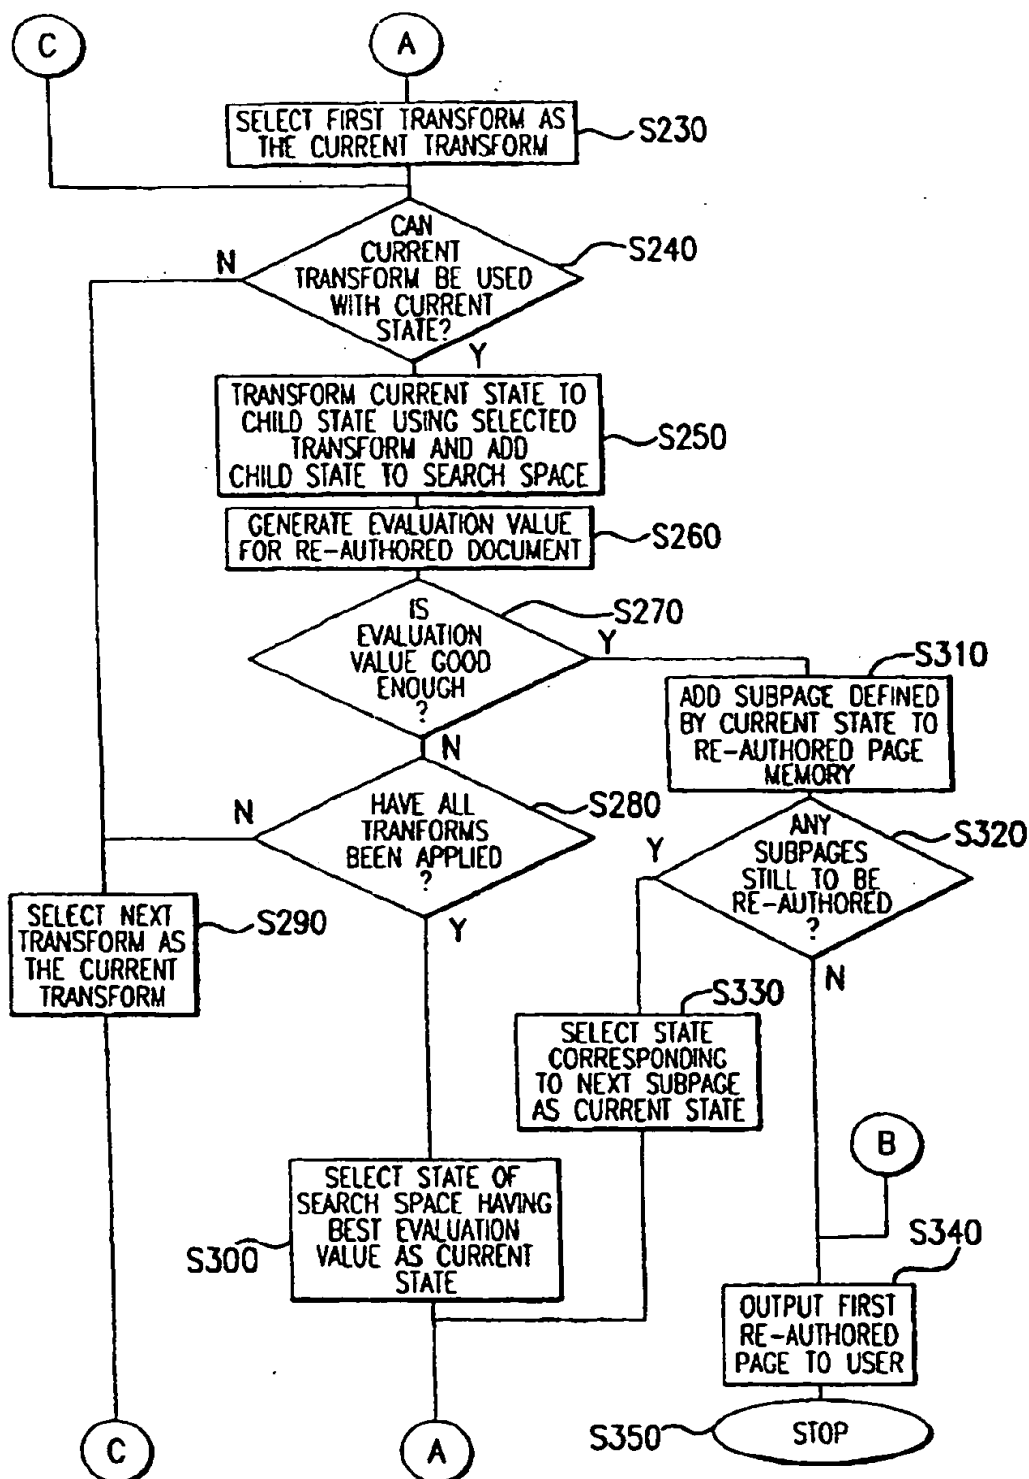 C
A
SELECT FIRST TRANSFORM AS
THE CURRENT TRANSFORM
S230
CAN
CURRENT
TRANSFORM BE USED
WITH CURRENT
STATE?
S240
N
Y
TRANSFORM CURRENT STATE TO
CHILD STATE USING SELECTED
TRANSFORM AND ADD
CHILD STATE TO SEARCH SPACE
S250
GENERATE EVALUATION VALUE
FOR RE-AUTHORED DOCUMENT
S260
IS
EVALUATION
VALUE GOOD
ENOUGH
?
S270
Y
N
S310
ADD SUBPAGE DEFINED
BY CURRENT STATE TO
RE-AUTHORED PAGE
MEMORY
HAVE ALL
TRANFORMS
BEEN APPLIED
?
S280
N
Y
ANY
SUBPAGES
STILL TO BE
RE-AUTHORED
?
S320
Y
N
SELECT NEXT
TRANSFORM AS
THE CURRENT
TRANSFORM
S290
S330
SELECT STATE
CORRESPONDING
TO NEXT SUBPAGE
AS CURRENT STATE
B
SELECT STATE OF
SEARCH SPACE HAVING
BEST EVALUATION
VALUE AS CURRENT
STATE
S300
S340
OUTPUT FIRST
RE-AUTHORED
PAGE TO USER
S350
STOP
C
A